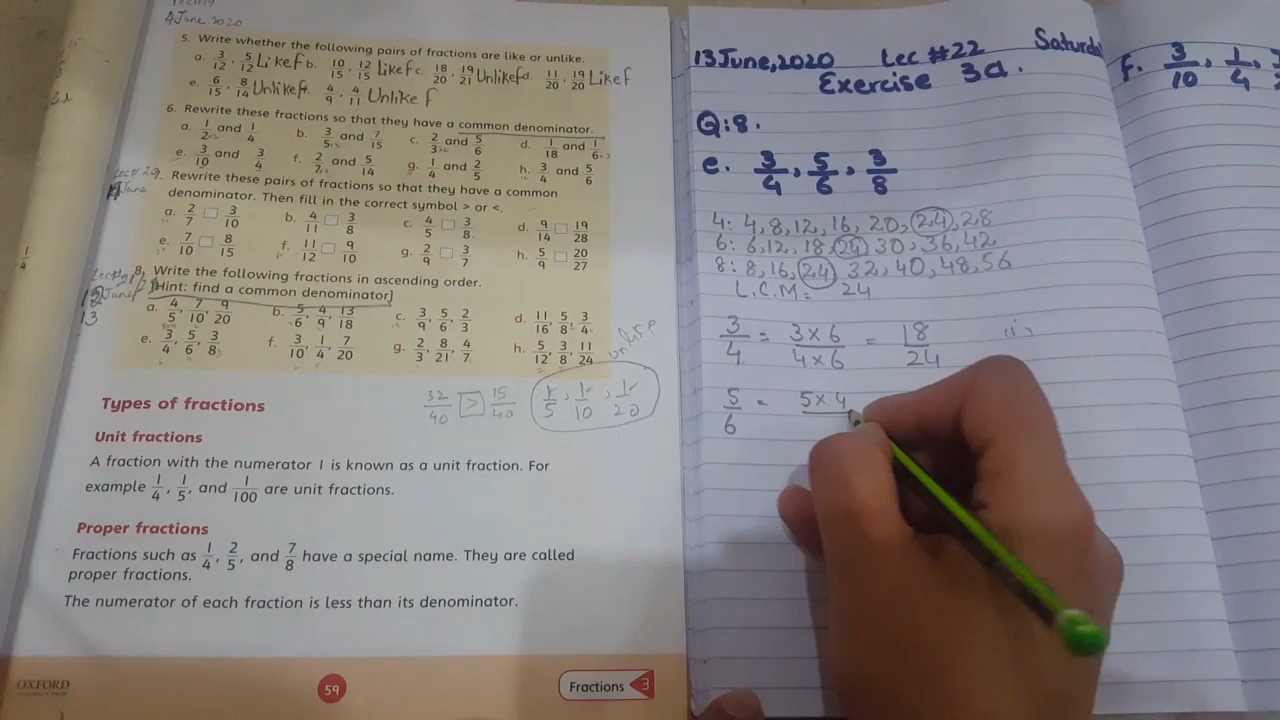 4 June, 2020
5. Write whether the following pairs of fractions are like or unlike.
a. 3/12, 5/12 Like F b. 10/15, 12/15 Like F c. 18/20, 19/21 Unlike F d. 11/20, 19/20 Like F
e. 6/15, 8/14 Unlike F. 4/9, 4/11 Unlike F
6. Rewrite these fractions so that they have a common denominator.
a. 1/2 and 1/4 b. 3/5 and 7/15 c. 2/3 and 5/6 d. 1/18 and 1/6
e. 3/10 and 3/4 f. 2/7 and 5/14 g. 1/4 and 2/5 h. 3/4 and 5/6
7. Rewrite these pairs of fractions so that they have a common
denominator. Then fill in the correct symbol > or <.
a. 2/7 □ 3/10 b. 4/11 □ 3/8 c. 4/5 □ 3/8 d. 9/14 □ 19/28
e. 7/10 □ 8/15 f. 11/12 □ 9/10 g. 2/9 □ 3/7 h. 5/9 □ 20/27
8. Write the following fractions in ascending order.
[Hint: find a common denominator]
12 June
13
a. 4/5, 7/10, 9/20 b. 5/6, 4/9, 13/18 c. 3/9, 5/6, 2/3 d. 11/16, 5/8, 3/4
e. 3/4, 5/6, 3/8 f. 3/10, 1/4, 7/20 g. 2/3, 8/21, 4/7 h. 5/12, 3/8, 11/24
unlike
32/40 > 15/40 1/5, 1/10, 1/20
Types of fractions
Unit fractions
A fraction with the numerator 1 is known as a unit fraction. For
example 1/4, 1/5, and 1/100 are unit fractions.
Proper fractions
Fractions such as 1/4, 2/5, and 7/8 have a special name. They are called
proper fractions.
The numerator of each fraction is less than its denominator.
OXFORD
59
Fractions 3
13 June, 2020 Lec #22
Exercise 3a.
Q:8.
e. 3/4, 5/6, 3/8
4: 4, 8, 12, 16, 20, 24, 28
6: 6, 12, 18, 24, 30, 36, 42
8: 8, 16, 24, 32, 40, 48, 56
L.C.M = 24
3/4 = 3×6/4×6 = 18/24
5/6 = 5×4
f. 3/10, 1/4,